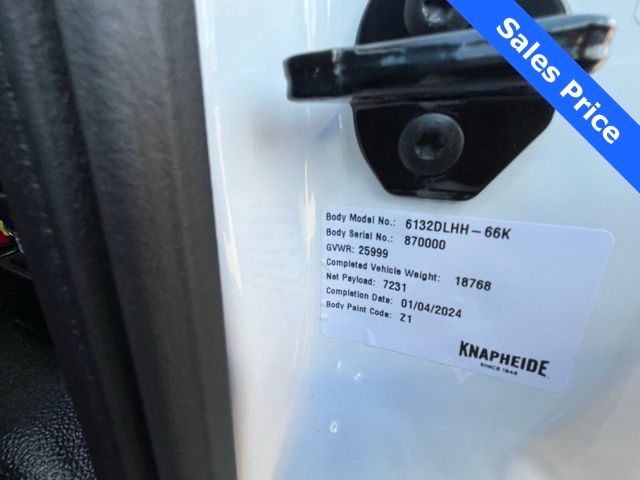 Sales Price
Body Model No.: 6132DLHH-66K
Body Serial No.: 870000
GVWR: 25999
Completed Vehicle Weight: 18768
Net Payload: 7231
Completion Date: 01/04/2024
Body Paint Code: Z1
KNAPHEIDE
SINCE 1848